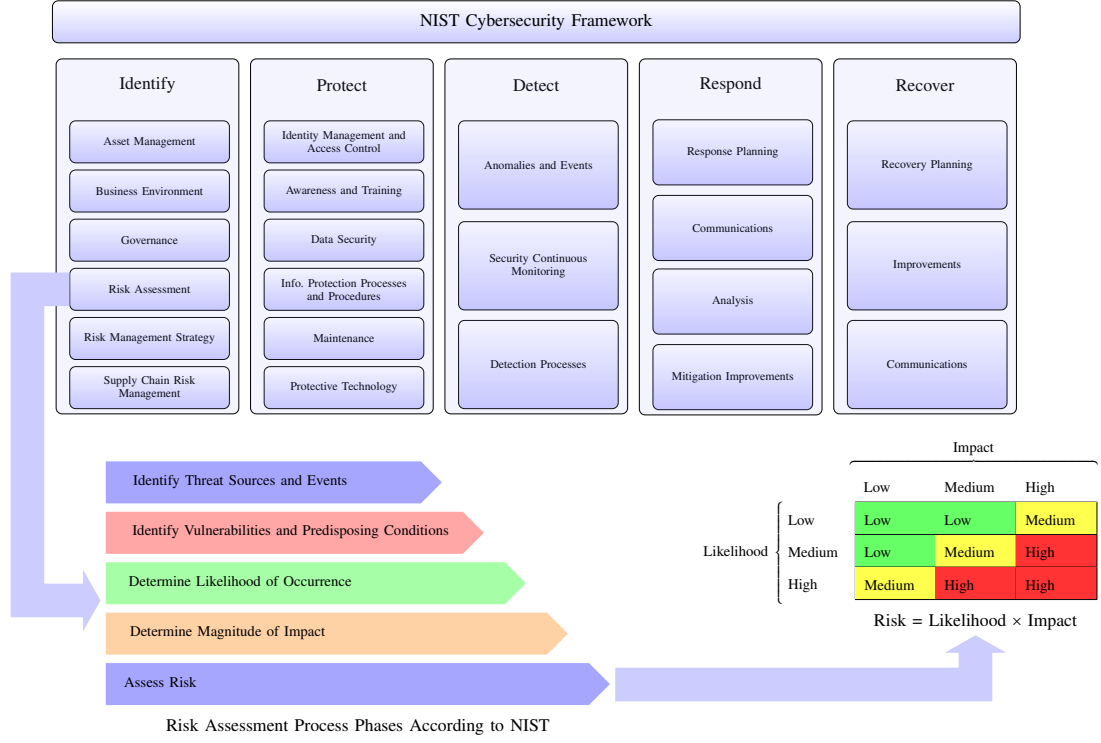 NIST Cybersecurity Framework
Identify
Asset Management
Business Environment
Governance
Risk Assessment
Risk Management Strategy
Supply Chain Risk
Management
Protect
Identity Management and
Access Control
Awareness and Training
Data Security
Info. Protection Processes
and Procedures
Maintenance
Protective Technology
Detect
Anomalies and Events
Security Continuous
Monitoring
Detection Processes
Respond
Response Planning
Communications
Analysis
Mitigation Improvements
Recover
Recovery Planning
Improvements
Communications
Identify Threat Sources and Events
Identify Vulnerabilities and Predisposing Conditions
Determine Likelihood of Occurrence
Determine Magnitude of Impact
Assess Risk
Risk Assessment Process Phases According to NIST
Impact
Low Medium High
Likelihood
Low Low Low Medium
Medium Low Medium High
High Medium High High
Risk = Likelihood × Impact